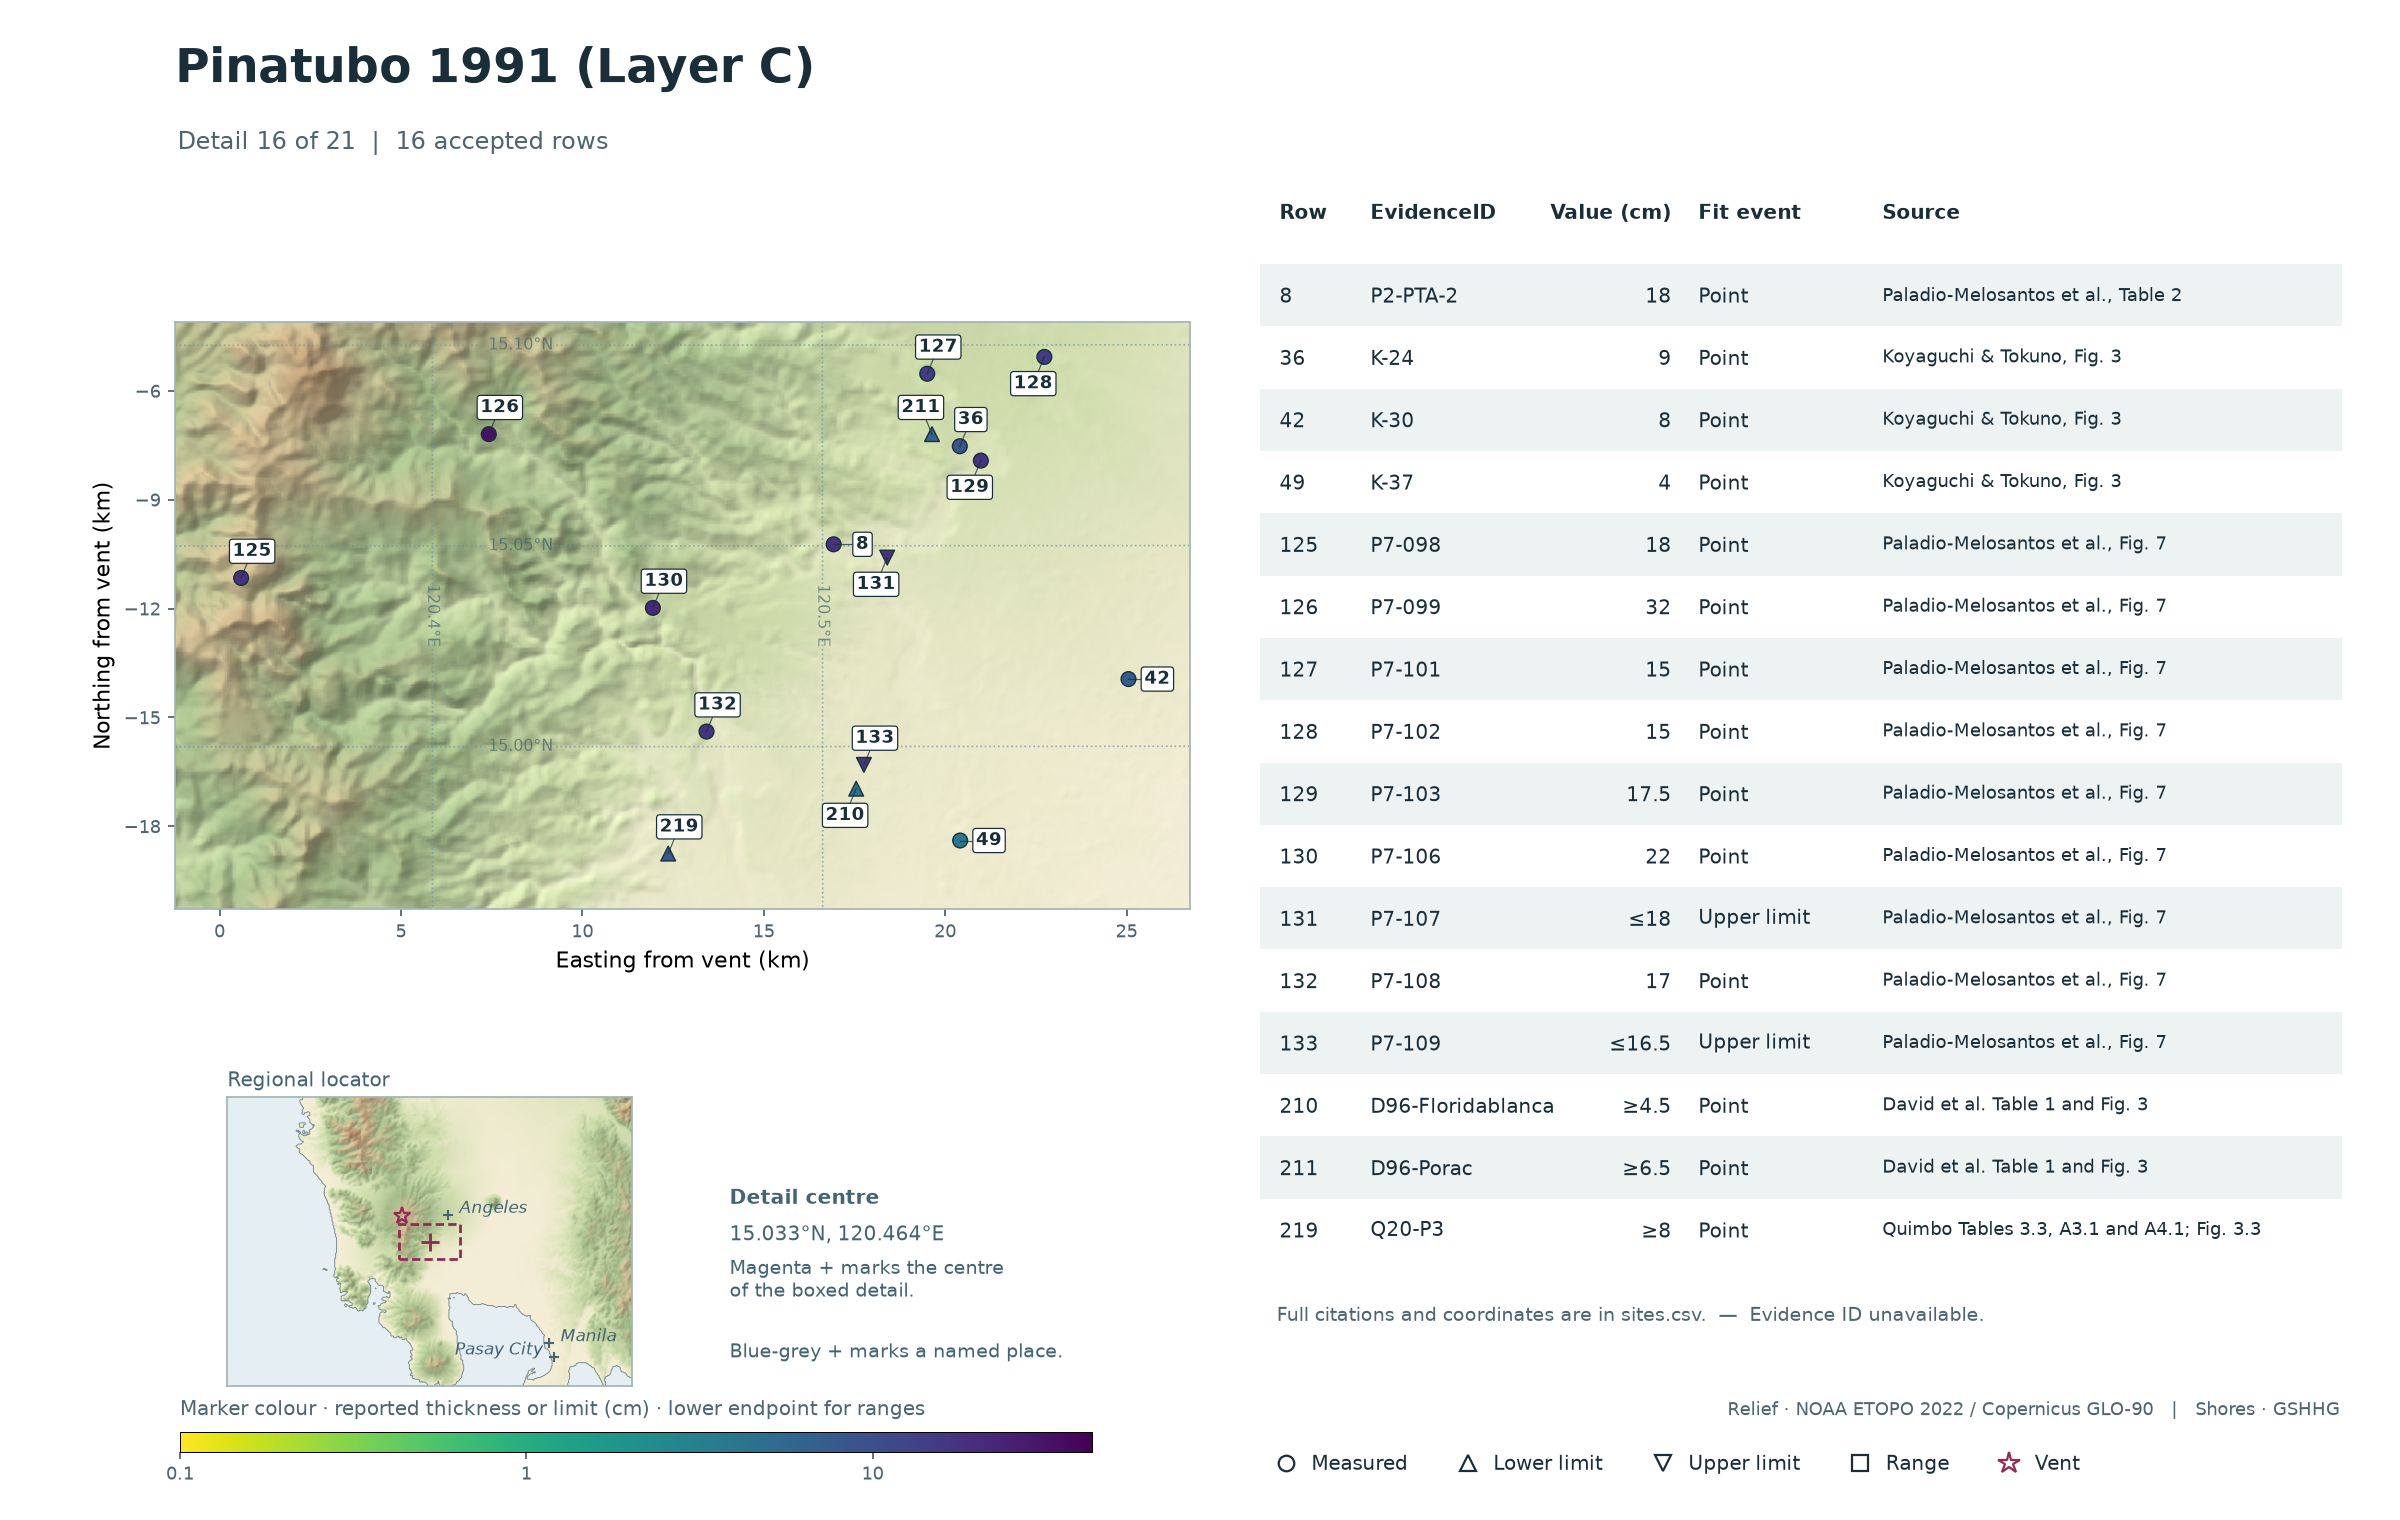 Pinatubo 1991 (Layer C)
Detail 16 of 21 | 16 accepted rows
Row EvidenceID Value (cm) Fit event Source
8 P2-PTA-2 18 Point Paladio-Melosantos et al., Table 2
36 K-24 9 Point Koyaguchi & Tokuno, Fig. 3
42 K-30 8 Point Koyaguchi & Tokuno, Fig. 3
49 K-37 4 Point Koyaguchi & Tokuno, Fig. 3
125 P7-098 18 Point Paladio-Melosantos et al., Fig. 7
126 P7-099 32 Point Paladio-Melosantos et al., Fig. 7
127 P7-101 15 Point Paladio-Melosantos et al., Fig. 7
128 P7-102 15 Point Paladio-Melosantos et al., Fig. 7
129 P7-103 17.5 Point Paladio-Melosantos et al., Fig. 7
130 P7-106 22 Point Paladio-Melosantos et al., Fig. 7
131 P7-107 ≤18 Upper limit Paladio-Melosantos et al., Fig. 7
132 P7-108 17 Point Paladio-Melosantos et al., Fig. 7
133 P7-109 ≤16.5 Upper limit Paladio-Melosantos et al., Fig. 7
210 D96-Floridablanca ≥4.5 Point David et al. Table 1 and Fig. 3
211 D96-Porac ≥6.5 Point David et al. Table 1 and Fig. 3
219 Q20-P3 ≥8 Point Quimbo Tables 3.3, A3.1 and A4.1; Fig. 3.3
Full citations and coordinates are in sites.csv. — Evidence ID unavailable.
Northing from vent (km)
−6
−9
−12
−15
−18
15.10°N
15.05°N
15.00°N
120.4°E
120.5°E
127
128
126
211
36
129
125
8
131
130
42
132
133
210
219
49
0 5 10 15 20 25
Easting from vent (km)
Regional locator
Angeles
Manila
Pasay City
Detail centre
15.033°N, 120.464°E
Magenta + marks the centre
of the boxed detail.
Blue-grey + marks a named place.
Marker colour · reported thickness or limit (cm) · lower endpoint for ranges
0.1 1 10
Relief · NOAA ETOPO 2022 / Copernicus GLO-90 | Shores · GSHHG
Measured Lower limit Upper limit Range Vent